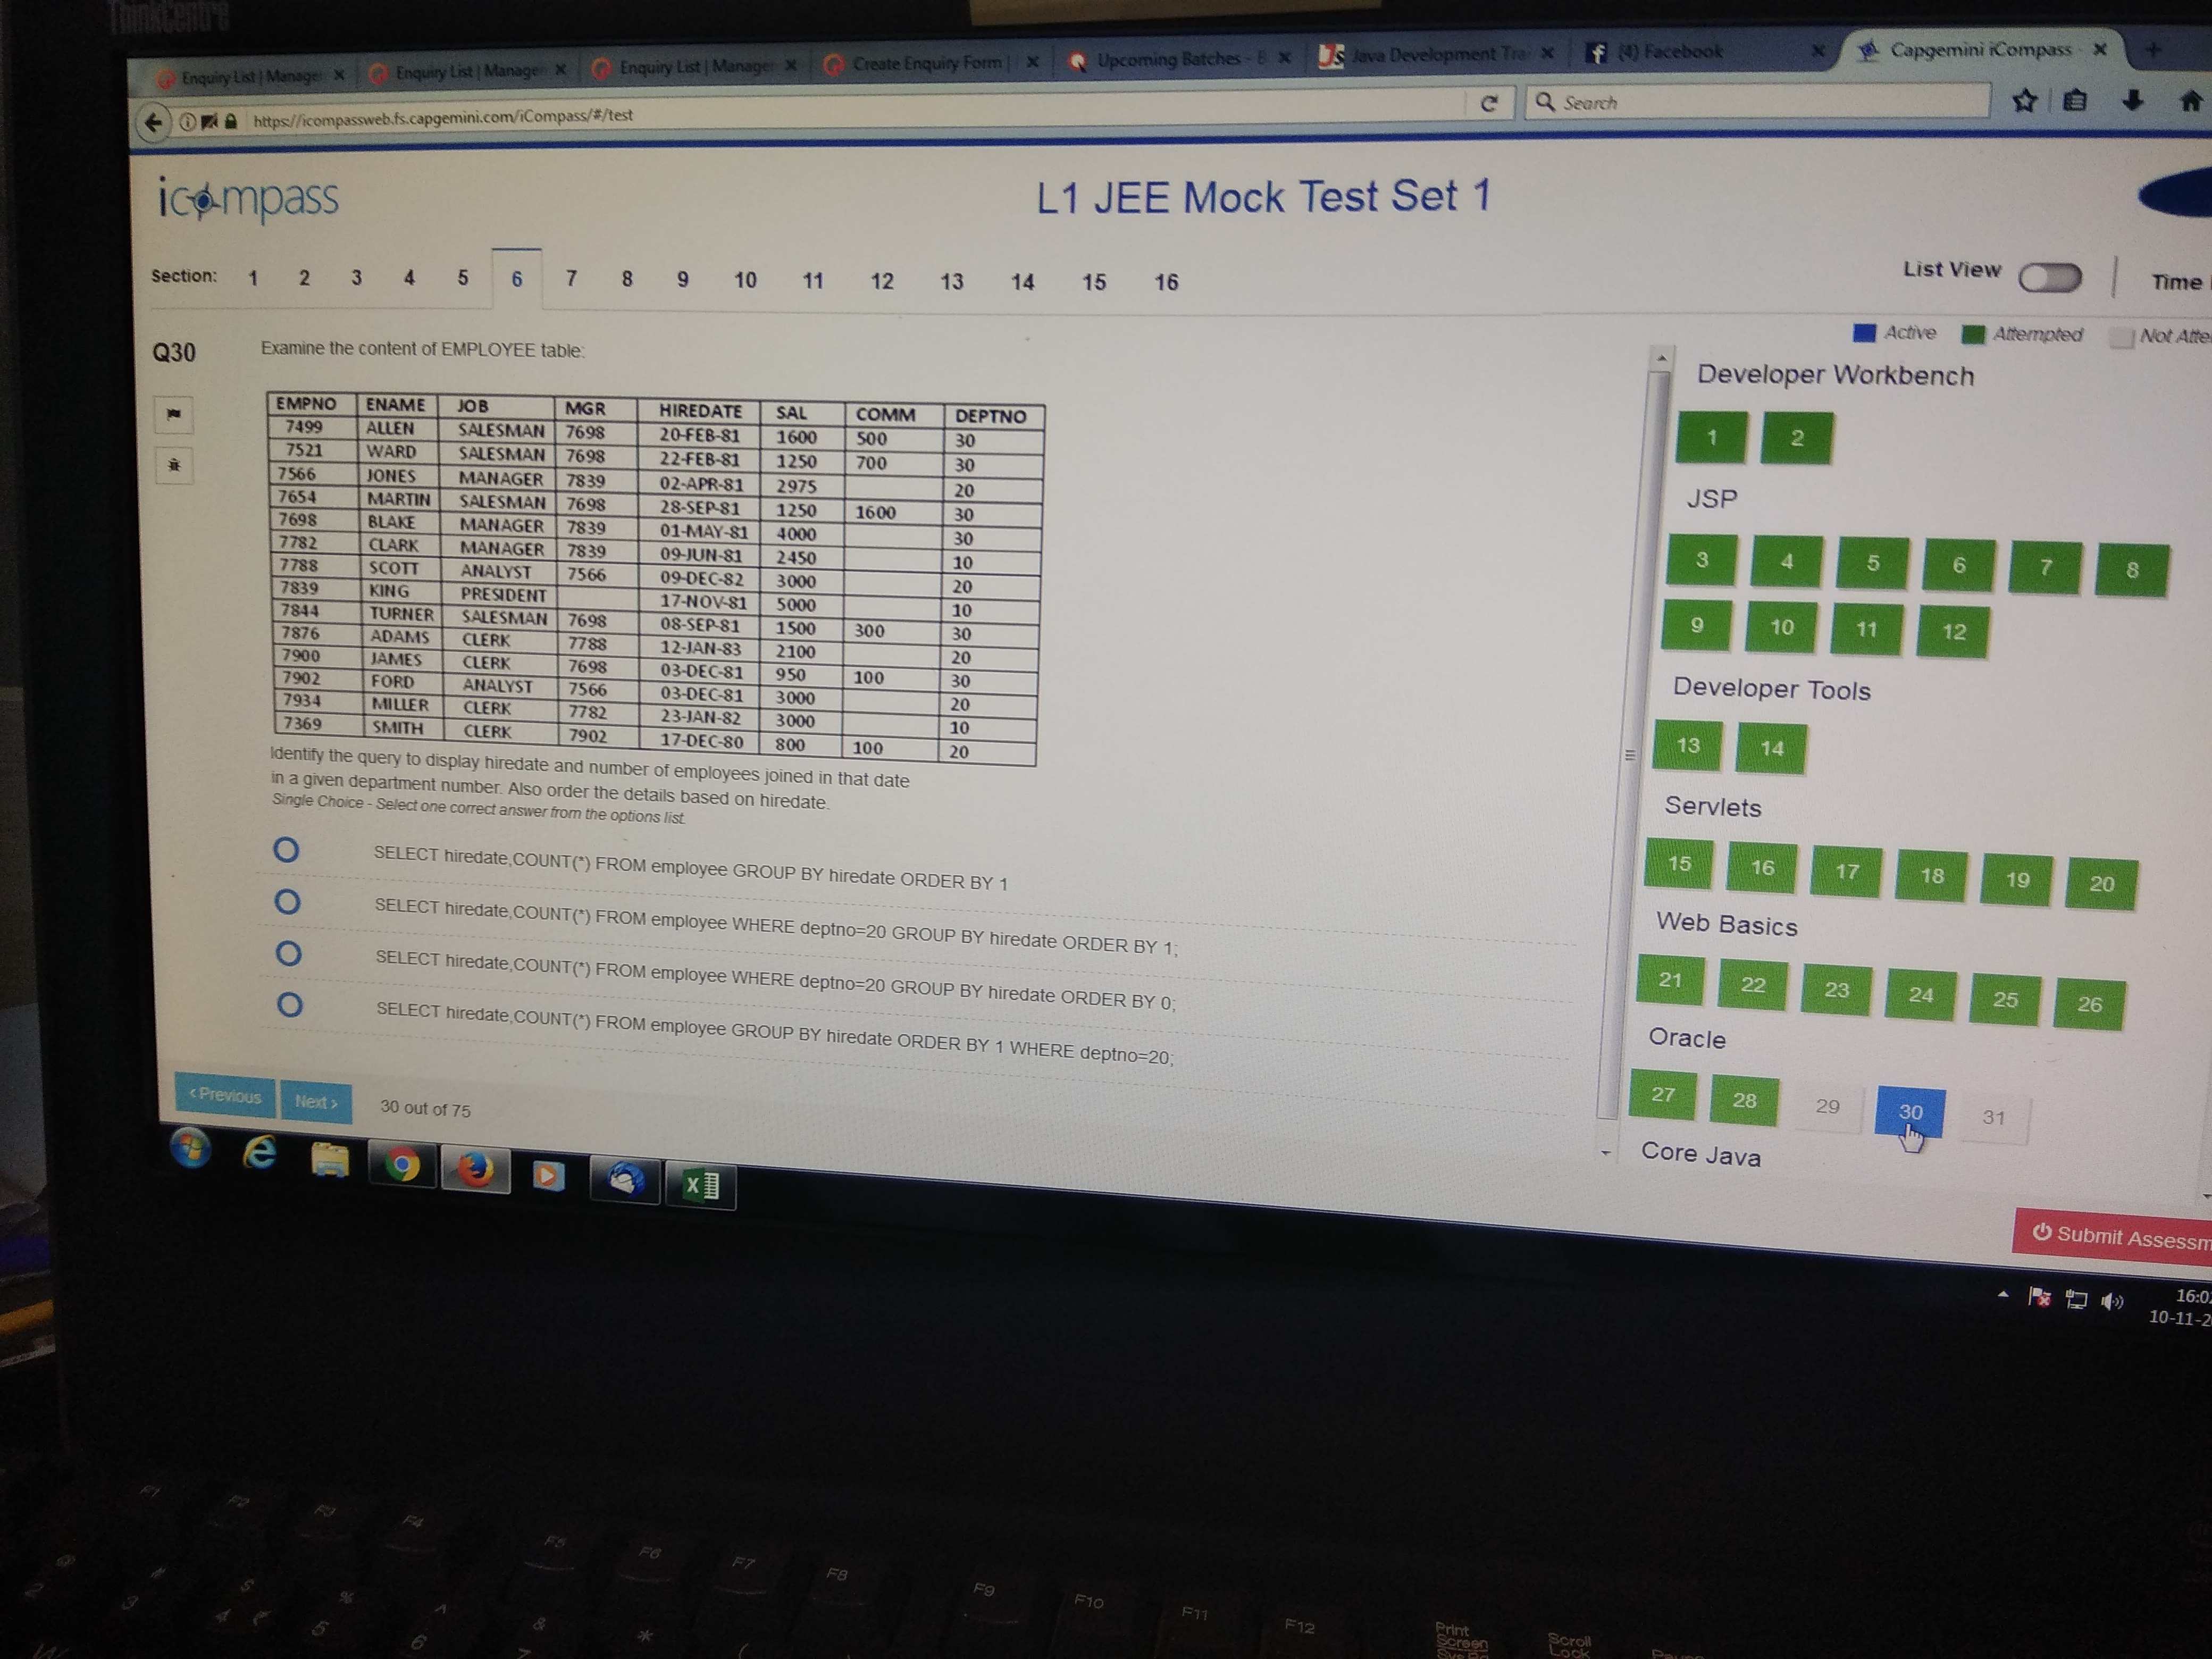 ThinkCentre
Enquiry List | Manager
Enquiry List | Manager
Enquiry List | Manager
Create Enquiry Form |
Upcoming Batches - B
Java Development Tra
(4) Facebook
Capgemini iCompass
https://icompassweb.fs.capgemini.com/iCompass/#/test
Search
icompass
L1 JEE Mock Test Set 1
Section: 1 2 3 4 5 6 7 8 9 10 11 12 13 14 15 16
List View
Time
Active Attempted Not Atte
Q30
Examine the content of EMPLOYEE table:
EMPNO ENAME JOB MGR HIREDATE SAL COMM DEPTNO
7499 ALLEN SALESMAN 7698 20-FEB-81 1600 500 30
7521 WARD SALESMAN 7698 22-FEB-81 1250 700 30
7566 JONES MANAGER 7839 02-APR-81 2975 20
7654 MARTIN SALESMAN 7698 28-SEP-81 1250 1600 30
7698 BLAKE MANAGER 7839 01-MAY-81 4000 30
7782 CLARK MANAGER 7839 09-JUN-81 2450 10
7788 SCOTT ANALYST 7566 09-DEC-82 3000 20
7839 KING PRESIDENT 17-NOV-81 5000 10
7844 TURNER SALESMAN 7698 08-SEP-81 1500 300 30
7876 ADAMS CLERK 7788 12-JAN-83 2100 20
7900 JAMES CLERK 7698 03-DEC-81 950 100 30
7902 FORD ANALYST 7566 03-DEC-81 3000 20
7934 MILLER CLERK 7782 23-JAN-82 3000 10
7369 SMITH CLERK 7902 17-DEC-80 800 100 20
Identify the query to display hiredate and number of employees joined in that date
in a given department number. Also order the details based on hiredate.
Single Choice - Select one correct answer from the options list.
SELECT hiredate,COUNT(*) FROM employee GROUP BY hiredate ORDER BY 1
SELECT hiredate,COUNT(*) FROM employee WHERE deptno=20 GROUP BY hiredate ORDER BY 1;
SELECT hiredate,COUNT(*) FROM employee WHERE deptno=20 GROUP BY hiredate ORDER BY 0;
SELECT hiredate,COUNT(*) FROM employee GROUP BY hiredate ORDER BY 1 WHERE deptno=20;
< Previous
Next >
30 out of 75
Developer Workbench
1 2
JSP
3 4 5 6 7 8
9 10 11 12
Developer Tools
13 14
Servlets
15 16 17 18 19 20
Web Basics
21 22 23 24 25 26
Oracle
27 28 29 30 31
Core Java
Submit Assessm
16:02
10-11-2
F1 F2 F3 F4 F5 F6 F7 F8 F9 F10 F11 F12
Print
Screen
Scroll
Lock
@ # $ % ^ & * (
2 3 4 ₹ 5 6 7